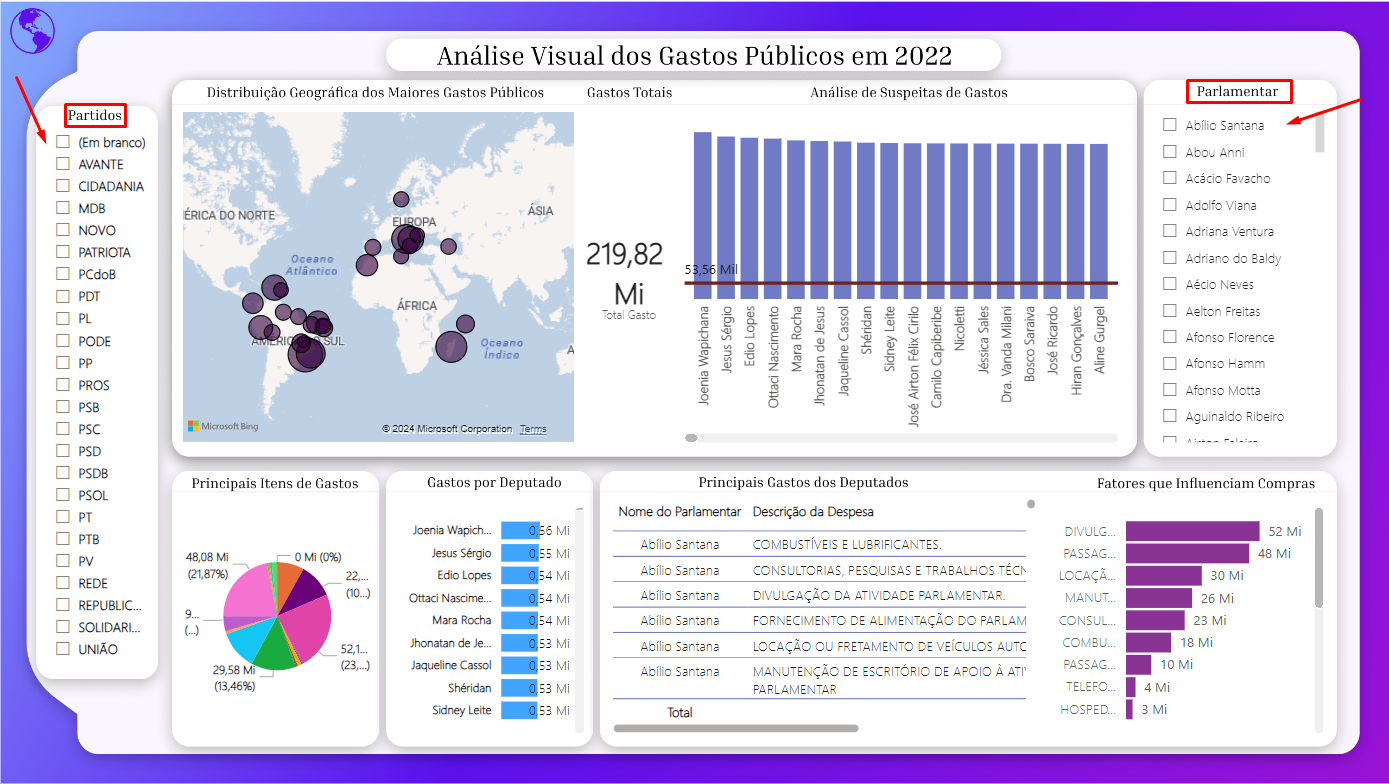 Análise Visual dos Gastos Públicos em 2022
Partidos
(Em branco)
AVANTE
CIDADANIA
MDB
NOVO
PATRIOTA
PCdoB
PDT
PL
PODE
PP
PROS
PSB
PSC
PSD
PSDB
PSOL
PT
PTB
PV
REDE
REPUBLIC...
SOLIDARI...
UNIÃO
Distribuição Geográfica dos Maiores Gastos Públicos
ÉRICA DO NORTE
EUROPA
ÁSIA
Oceano
Atlântico
ÁFRICA
AMÉRICA DO SUL
Oceano
Índico
A
Microsoft Bing
© 2024 Microsoft Corporation Terms
Gastos Totais
219,82
Mi
Total Gasto
Análise de Suspeitas de Gastos
53,56 Mil
Joenia Wapichana
Jesus Sérgio
Edio Lopes
Ottaci Nascimento
Mara Rocha
Jhonatan de Jesus
Jaqueline Cassol
Shéridan
Sidney Leite
José Airton Félix Cirilo
Camilo Capiberibe
Nicoletti
Jéssica Sales
Dra. Vanda Milani
Bosco Saraiva
José Ricardo
Hiran Gonçalves
Aline Gurgel
Parlamentar
Abílio Santana
Abou Anni
Acácio Favacho
Adolfo Viana
Adriana Ventura
Adriano do Baldy
Aécio Neves
Aelton Freitas
Afonso Florence
Afonso Hamm
Afonso Motta
Aguinaldo Ribeiro
Principais Itens de Gastos
48,08 Mi
(21,87%)
0 Mi (0%)
22,...
(10...)
9...
(...)
52,1...
(23,...)
29,58 Mi
(13,46%)
Gastos por Deputado
Joenia Wapich... 0,56 Mi
Jesus Sérgio 0,55 Mi
Edio Lopes 0,54 Mi
Ottaci Nascime... 0,54 Mi
Mara Rocha 0,54 Mi
Jhonatan de Je... 0,53 Mi
Jaqueline Cassol 0,53 Mi
Shéridan 0,53 Mi
Sidney Leite 0,53 Mi
Principais Gastos dos Deputados
Nome do Parlamentar Descrição da Despesa
Abílio Santana COMBUSTÍVEIS E LUBRIFICANTES.
Abílio Santana CONSULTORIAS, PESQUISAS E TRABALHOS TÉCN
Abílio Santana DIVULGAÇÃO DA ATIVIDADE PARLAMENTAR.
Abílio Santana FORNECIMENTO DE ALIMENTAÇÃO DO PARLAM
Abílio Santana LOCAÇÃO OU FRETAMENTO DE VEÍCULOS AUTO
Abílio Santana MANUTENÇÃO DE ESCRITÓRIO DE APOIO À ATI
PARLAMENTAR
Total
Fatores que Influenciam Compras
DIVULG... 52 Mi
PASSAG... 48 Mi
LOCAÇÃ... 30 Mi
MANUT... 26 Mi
CONSUL... 23 Mi
COMBU... 18 Mi
PASSAG... 10 Mi
TELEFO... 4 Mi
HOSPED... 3 Mi